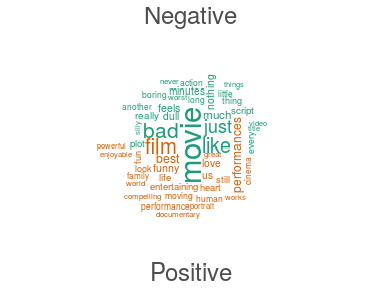 Negative
never action things
boring minutes nothing little
worst long thing
another feels much script
really dull video
silly bad just
plot movie like every
powerful film performances
enjoyable fun best great
look funny love cinema
family life us still
world entertaining heart
compelling moving human works
performance portrait
documentary
Positive